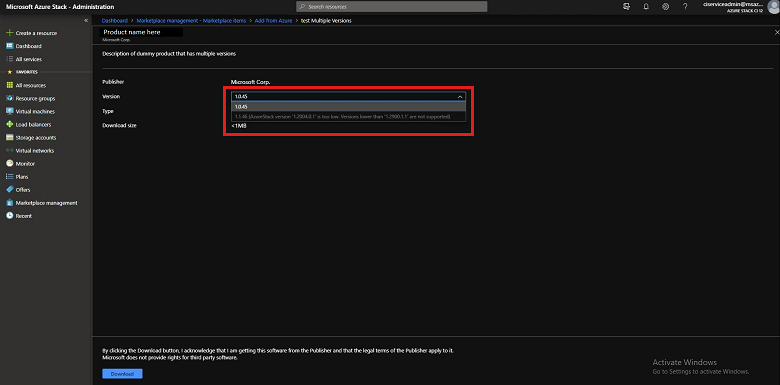 Microsoft Azure Stack - Administration
Search resources
ciserviceadmin@msaz...
AZURE STACK CI 12
Dashboard > Marketplace management - Marketplace items > Add from Azure > test Multiple Versions
Create a resource
Dashboard
All services
FAVORITES
All resources
Resource groups
Virtual machines
Load balancers
Storage accounts
Virtual networks
Monitor
Plans
Offers
Marketplace management
Recent
Product name here
Microsoft Corp.
Description of dummy product that has multiple versions
Publisher Microsoft Corp.
Version 1.0.45
1.0.45
Type 1.1.46 (AzureStack version '1.2004.0.1' is too low. Versions lower than '1.2900.1.1' are not supported)
Download size <1MB
By clicking the Download button, I acknowledge that I am getting this software from the Publisher and that the legal terms of the Publisher apply to it.
Microsoft does not provide rights for third party software.
Download
Activate Windows
Go to Settings to activate Windows.